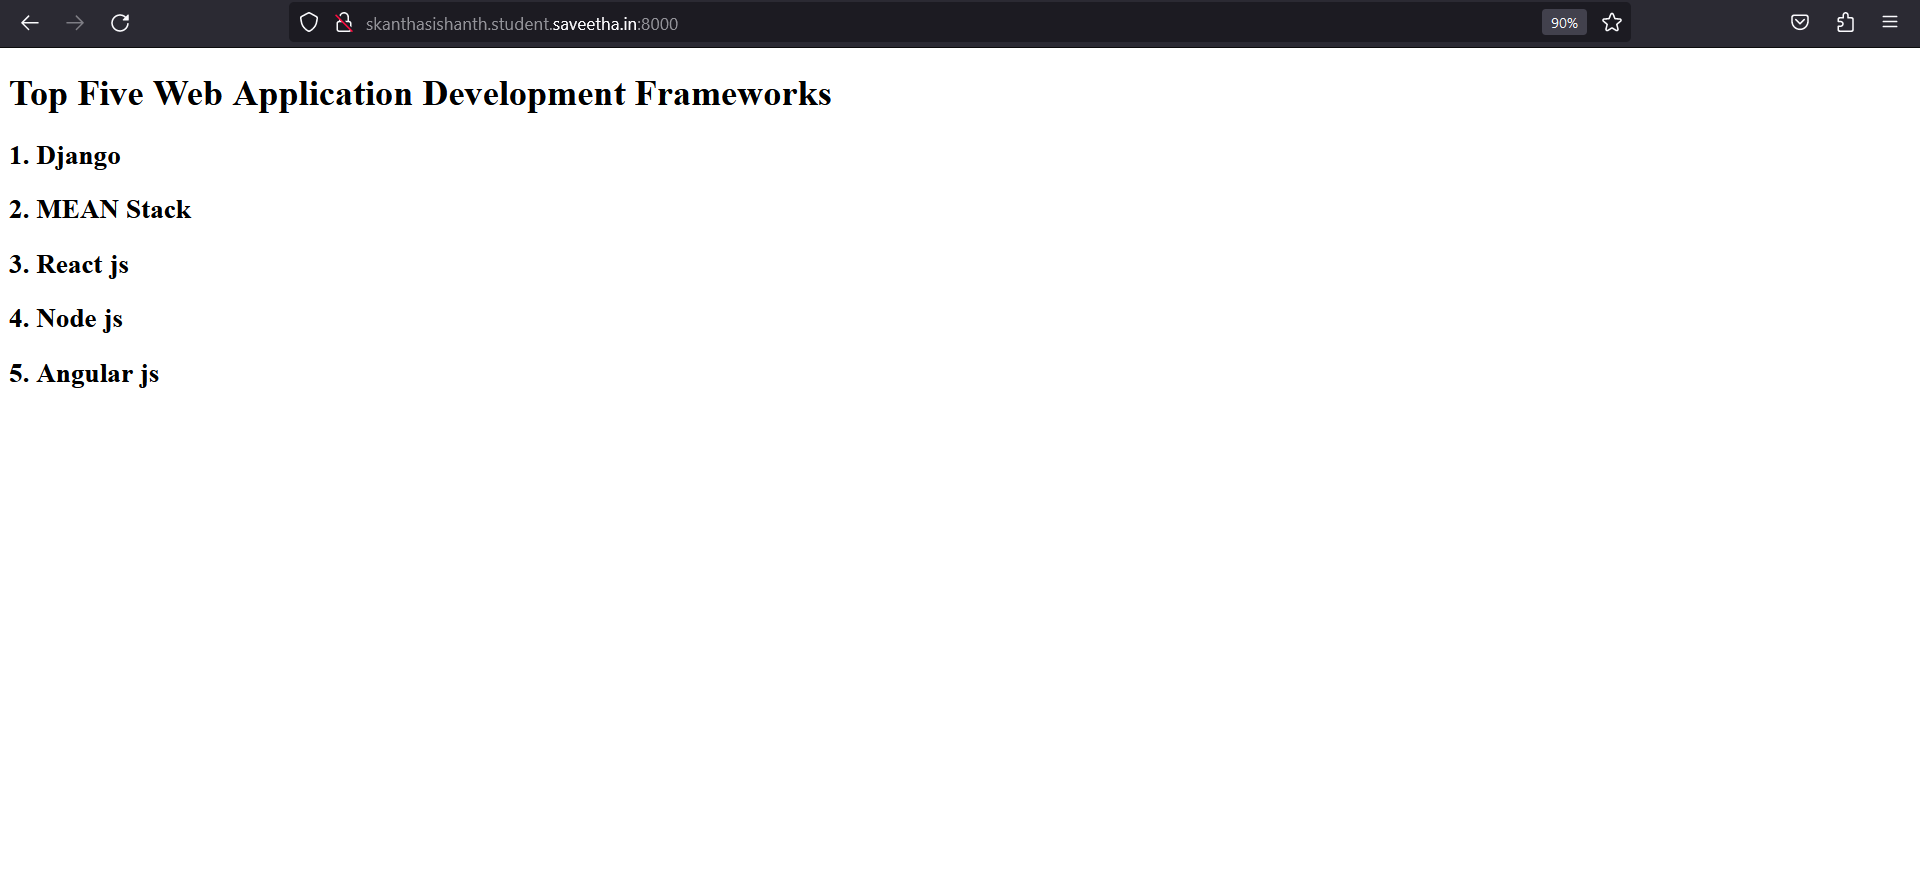 skanthasishanth.student.saveetha.in:8000
90%
Top Five Web Application Development Frameworks
1. Django
2. MEAN Stack
3. React js
4. Node js
5. Angular js